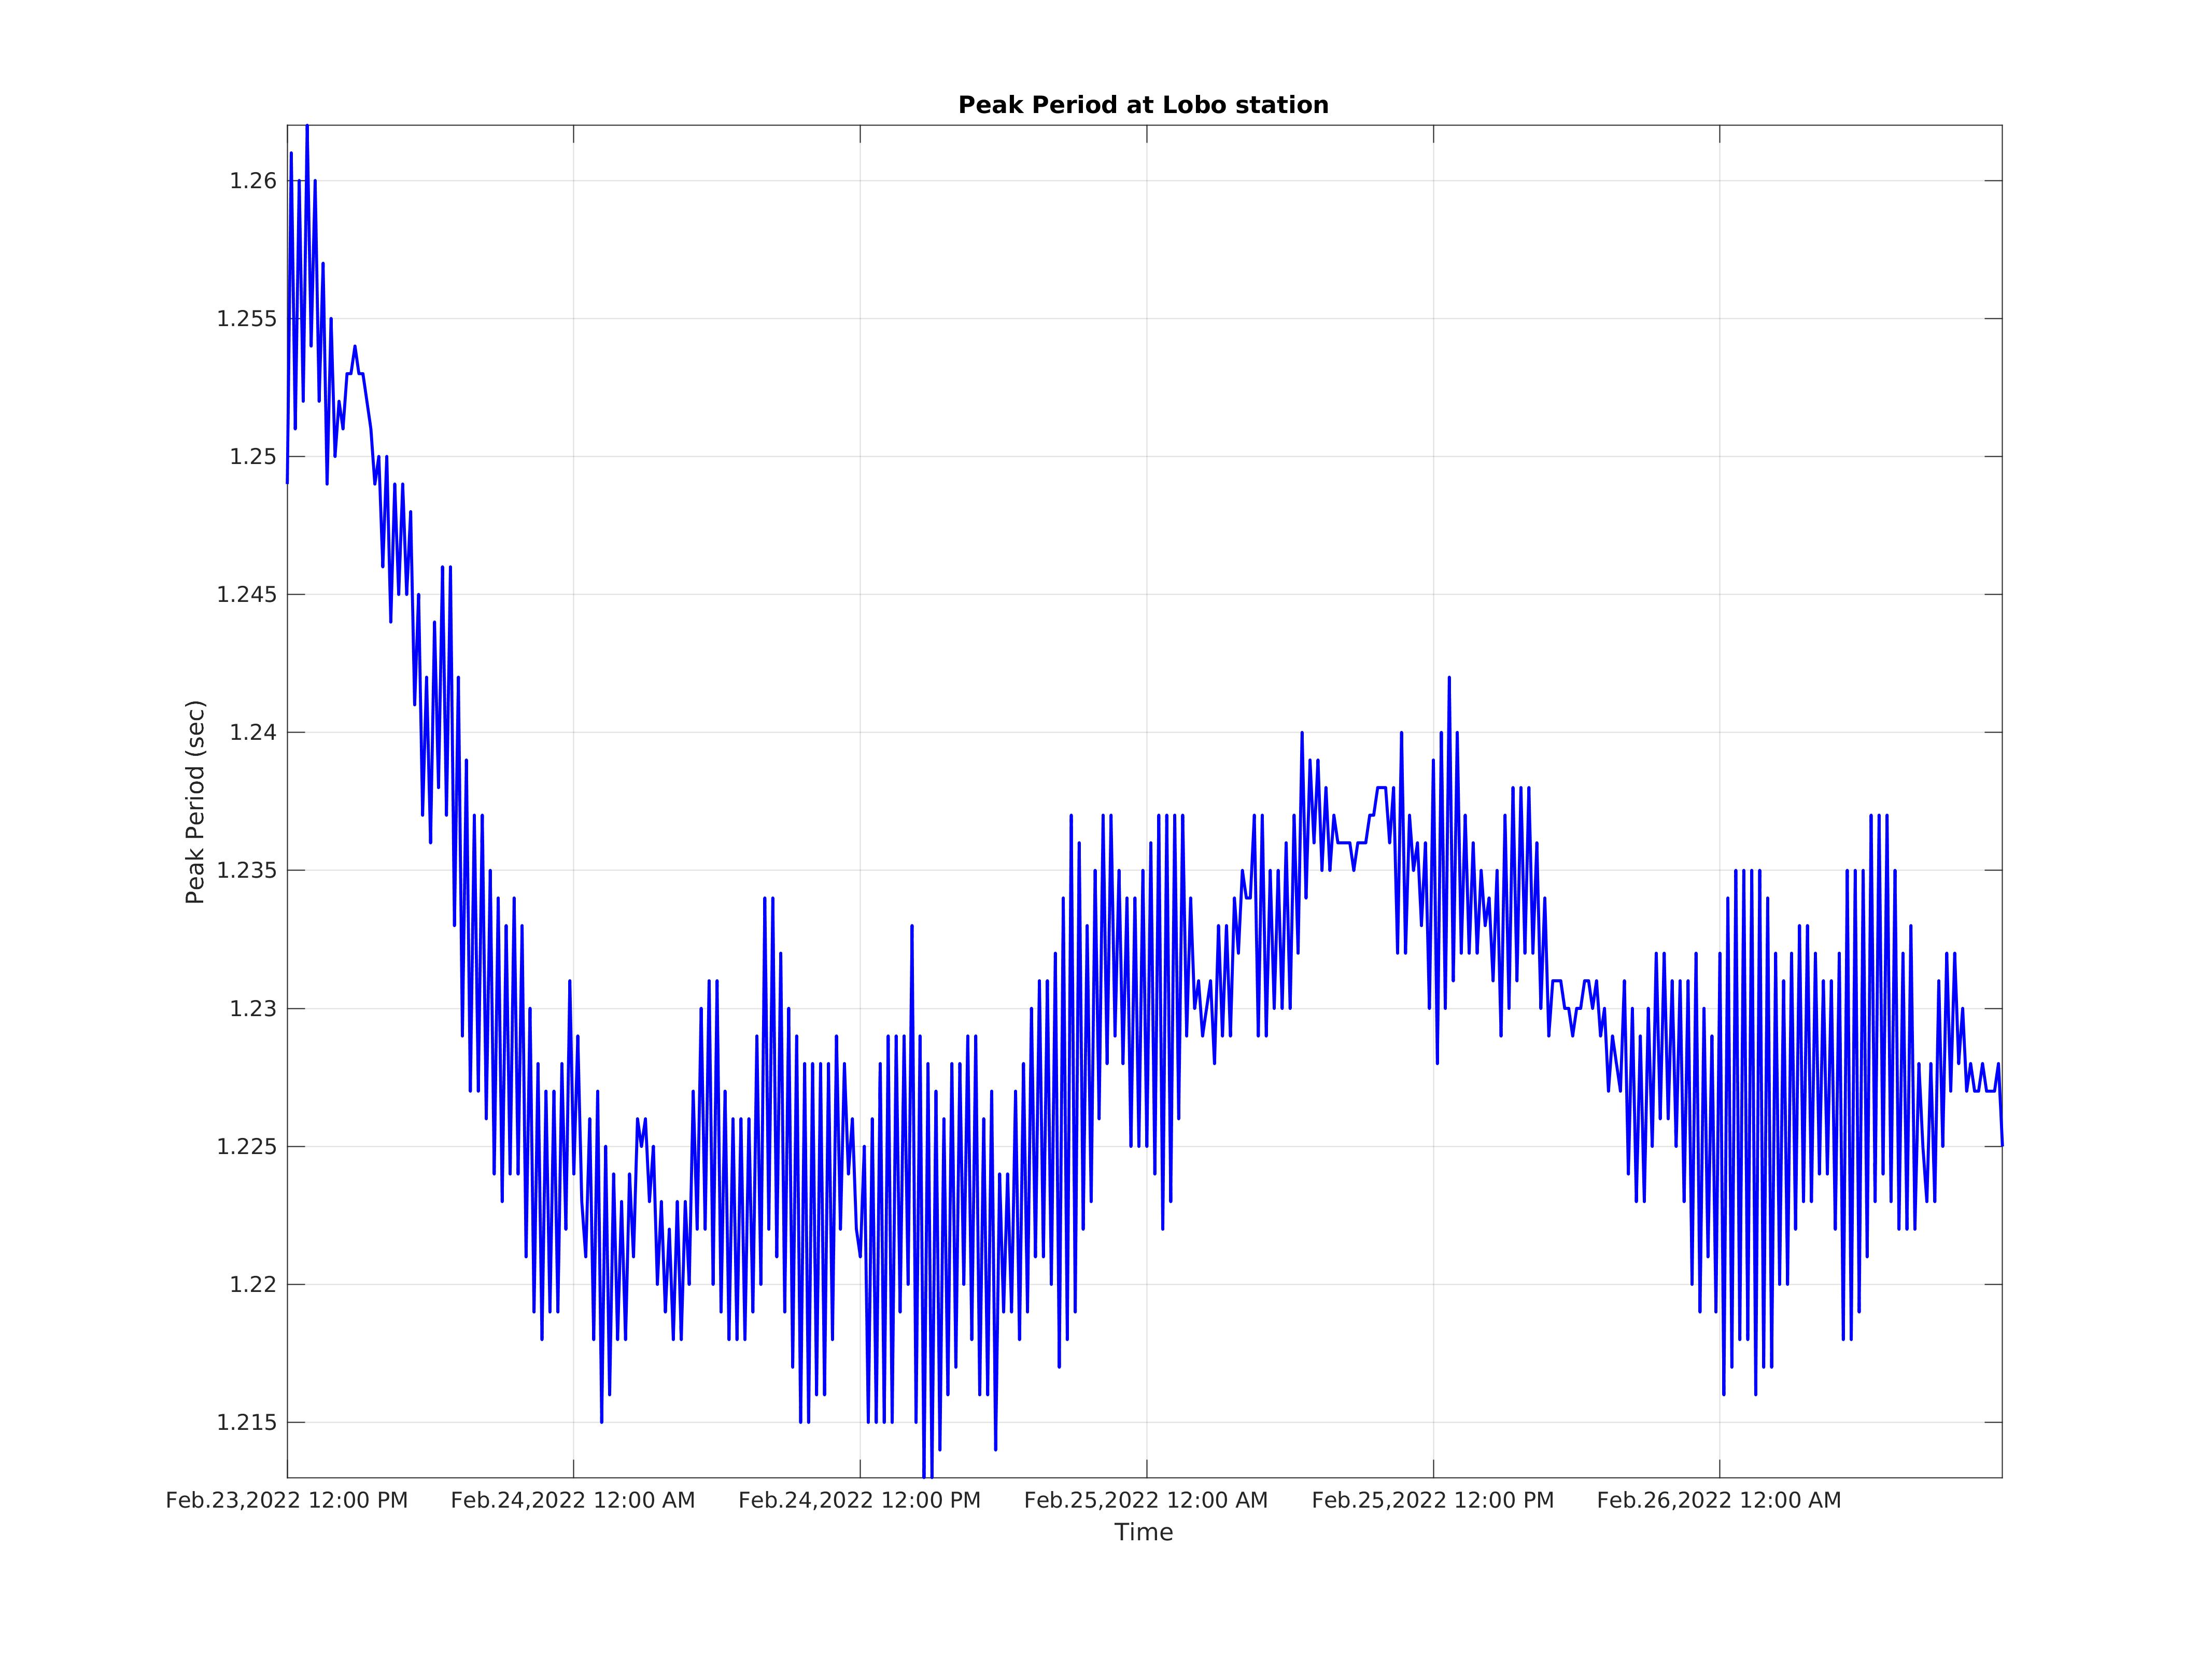 Peak Period at Lobo station
1.26
1.255
1.25
1.245
1.24
1.235
1.23
1.225
1.22
1.215
Peak Period (sec)
Feb.23,2022 12:00 PM
Feb.24,2022 12:00 AM
Feb.24,2022 12:00 PM
Feb.25,2022 12:00 AM
Feb.25,2022 12:00 PM
Feb.26,2022 12:00 AM
Time